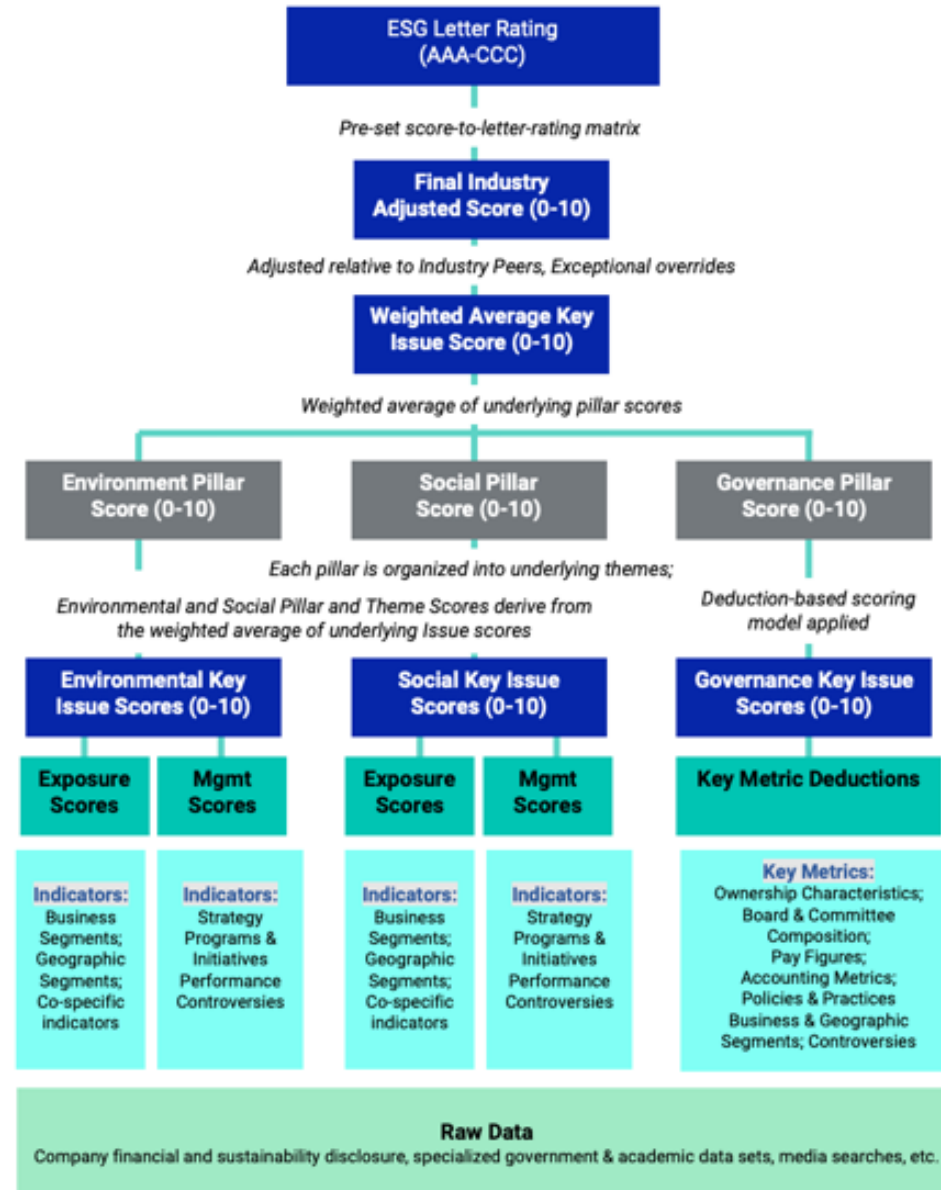 ESG Letter Rating
(AAA-CCC)
Pre-set score-to-letter-rating matrix
Final Industry
Adjusted Score (0-10)
Adjusted relative to Industry Peers, Exceptional overrides
Weighted Average Key
Issue Score (0-10)
Weighted average of underlying pillar scores
Environment Pillar
Score (0-10)
Social Pillar
Score (0-10)
Governance Pillar
Score (0-10)
Each pillar is organized into underlying themes;
Environmental and Social Pillar and Theme Scores derive from
the weighted average of underlying Issue scores
Deduction-based scoring
model applied
Environmental Key
Issue Scores (0-10)
Social Key Issue
Scores (0-10)
Governance Key Issue
Scores (0-10)
Exposure
Scores
Mgmt
Scores
Exposure
Scores
Mgmt
Scores
Key Metric Deductions
Indicators:
Business
Segments;
Geographic
Segments;
Co-specific
indicators
Indicators:
Strategy
Programs &
Initiatives
Performance
Controversies
Indicators:
Business
Segments;
Geographic
Segments;
Co-specific
indicators
Indicators:
Strategy
Programs &
Initiatives
Performance
Controversies
Key Metrics:
Ownership Characteristics;
Board & Committee
Composition;
Pay Figures;
Accounting Metrics;
Policies & Practices
Business & Geographic
Segments; Controversies
Raw Data
Company financial and sustainability disclosure, specialized government & academic data sets, media searches, etc.